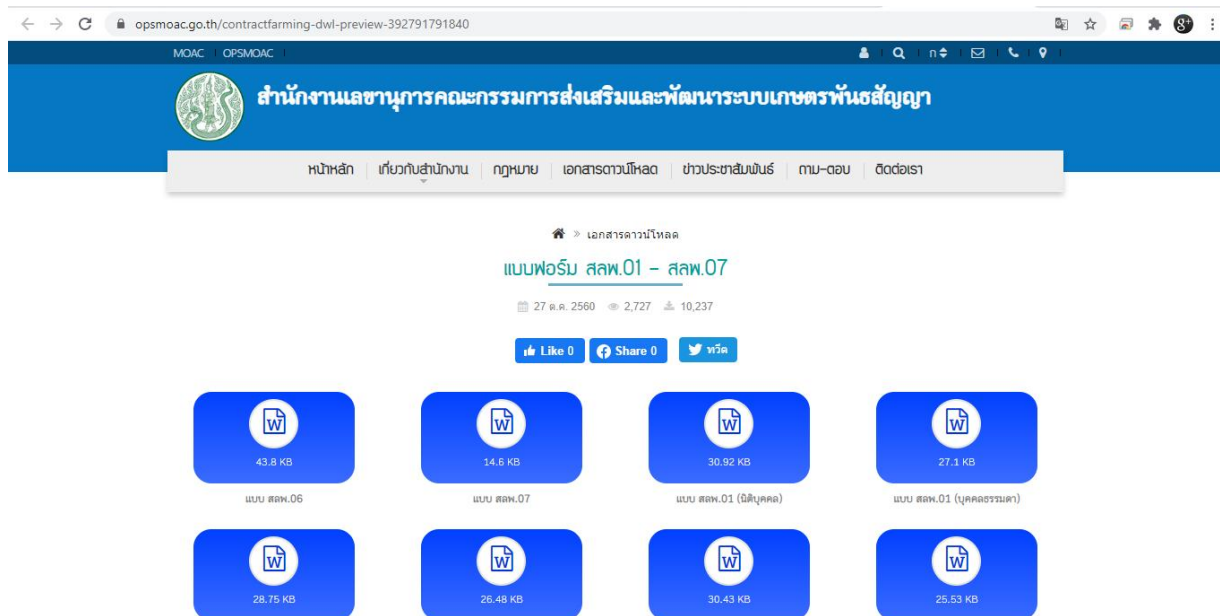 opsmoac.go.th/contractfarming-dwl-preview-392791791840
MOAC OPSMOAC ก
สำนักงานเลขานุการคณะกรรมการส่งเสริมและพัฒนาระบบเกษตรพันธสัญญา
หน้าหลัก เกี่ยวกับสำนักงาน กฎหมาย เอกสารดาวน์โหลด ข่าวประชาสัมพันธ์ ถาม-ตอบ ติดต่อเรา
» เอกสารดาวน์โหลด
แบบฟอร์ม สลพ.01 - สลพ.07
27 ต.ค. 2560 2,727 10,237
Like 0 Share 0 ทวีต
43.8 KB 14.6 KB 30.92 KB 27.1 KB
แบบ สลพ.06 แบบ สลพ.07 แบบ สลพ.01 (นิติบุคคล) แบบ สลพ.01 (บุคคลธรรมดา)
28.75 KB 26.48 KB 30.43 KB 25.53 KB